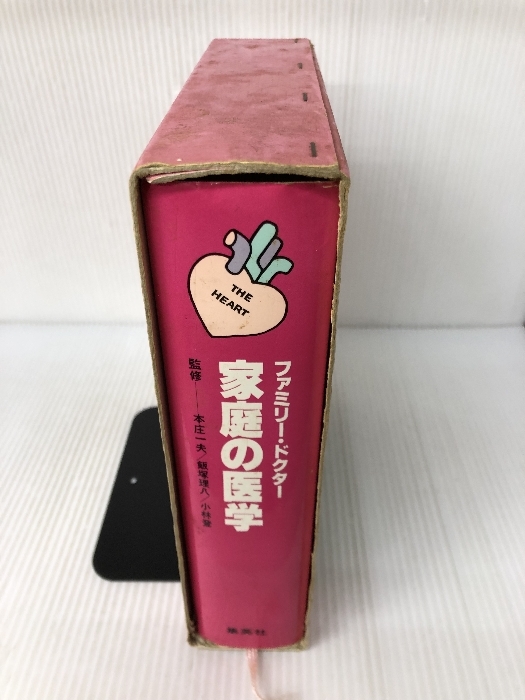 THE
HEART
ファミリー・ドクター
家庭の医学
監修──本庄一夫／飯塚理八／小林登
集英社